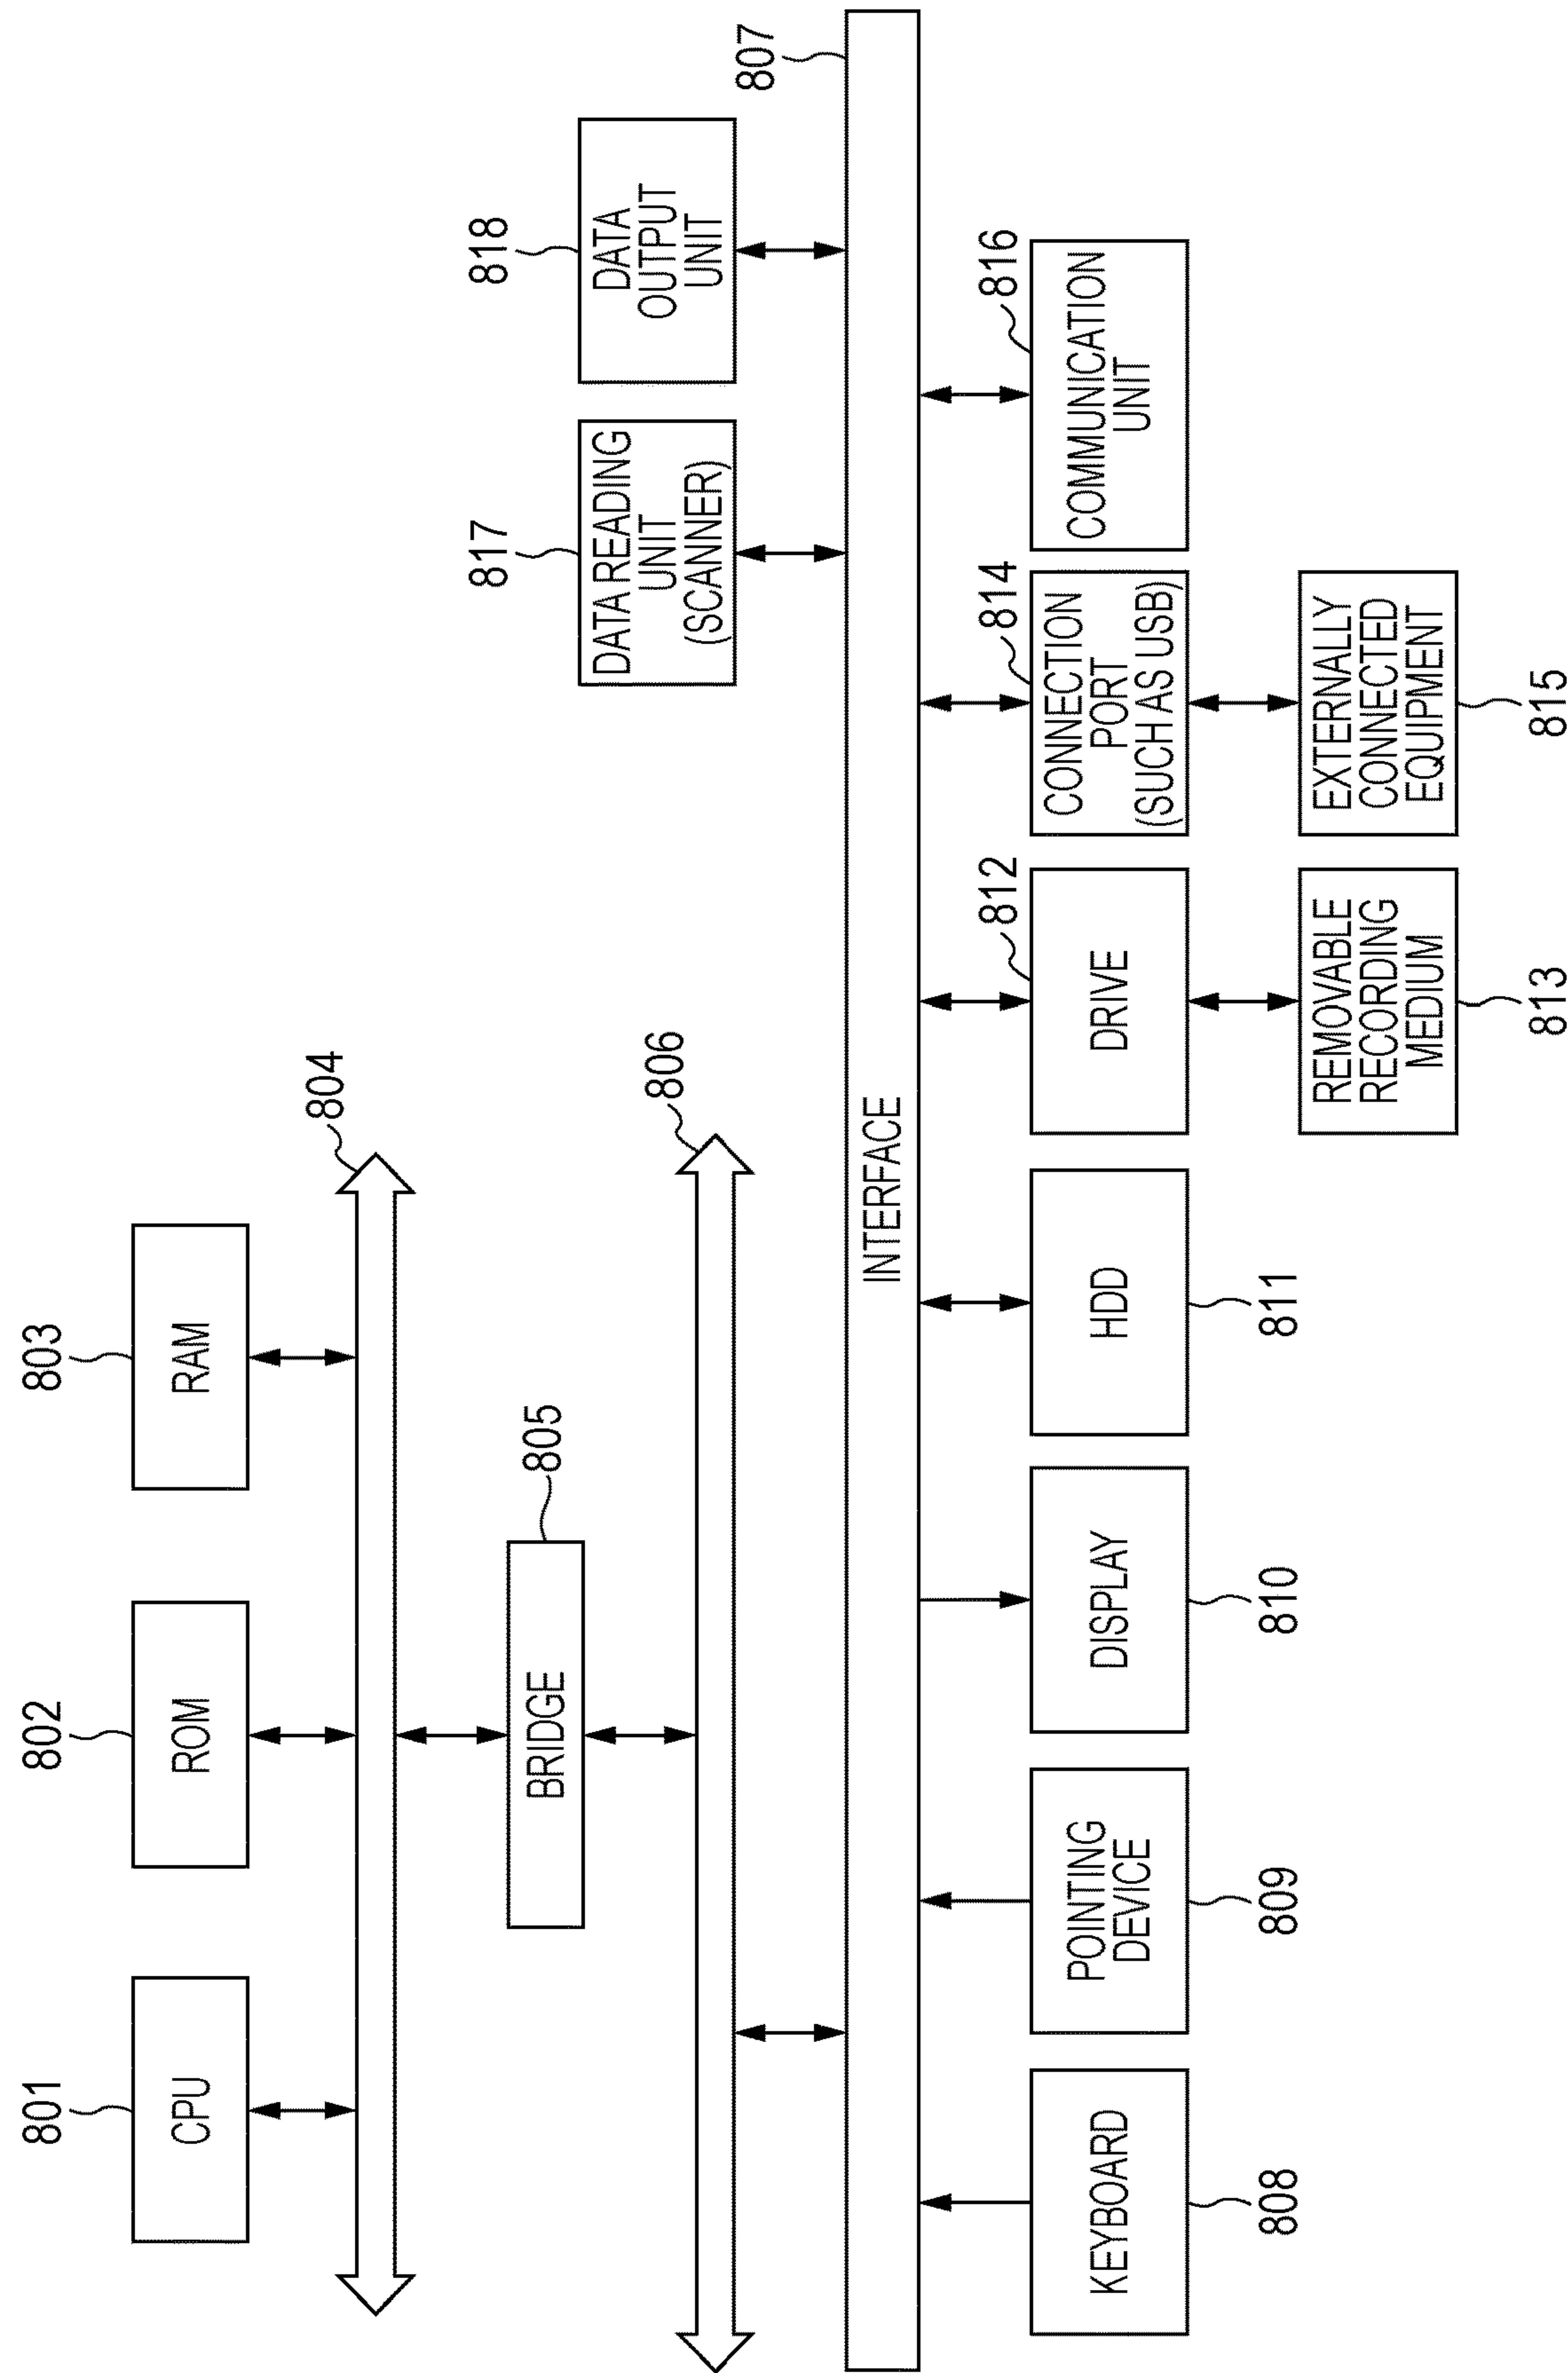 801
802
803
CPU
ROM
RAM
804
805
BRIDGE
806
817
818
DATA READING
UNIT
(SCANNER)
DATA
OUTPUT
UNIT
807
INTERFACE
812
814
816
KEYBOARD
POINTING
DEVICE
DISPLAY
HDD
DRIVE
CONNECTION
PORT
(SUCH AS USB)
COMMUNICATION
UNIT
808
809
810
811
REMOVABLE
RECORDING
MEDIUM
EXTERNALLY
CONNECTED
EQUIPMENT
813
815